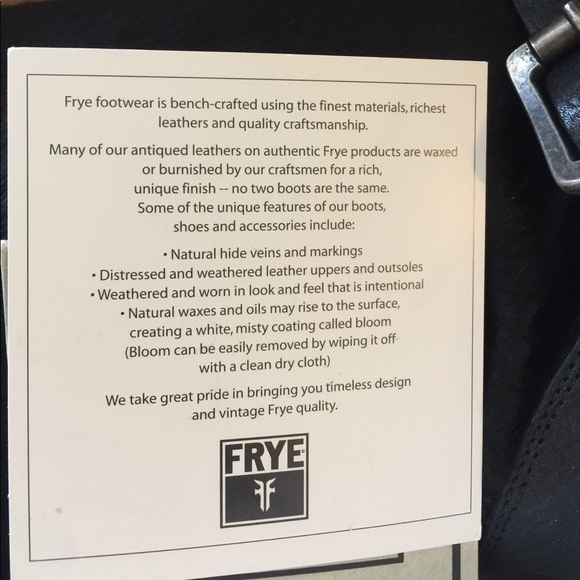 Frye footwear is bench-crafted using the finest materials, richest
leathers and quality craftsmanship.
Many of our antiqued leathers on authentic Frye products are waxed
or burnished by our craftsmen for a rich,
unique finish -- no two boots are the same.
Some of the unique features of our boots,
shoes and accessories include:
• Natural hide veins and markings
• Distressed and weathered leather uppers and outsoles
• Weathered and worn in look and feel that is intentional
• Natural waxes and oils may rise to the surface,
creating a white, misty coating called bloom
(Bloom can be easily removed by wiping it off
with a clean dry cloth)
We take great pride in bringing you timeless design
and vintage Frye quality.
FRYE®